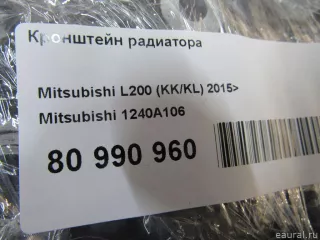 Кронштейн радиатора
Mitsubishi L200 (KK/KL) 2015>
Mitsubishi 1240A106
80 990 960
eaural.ru